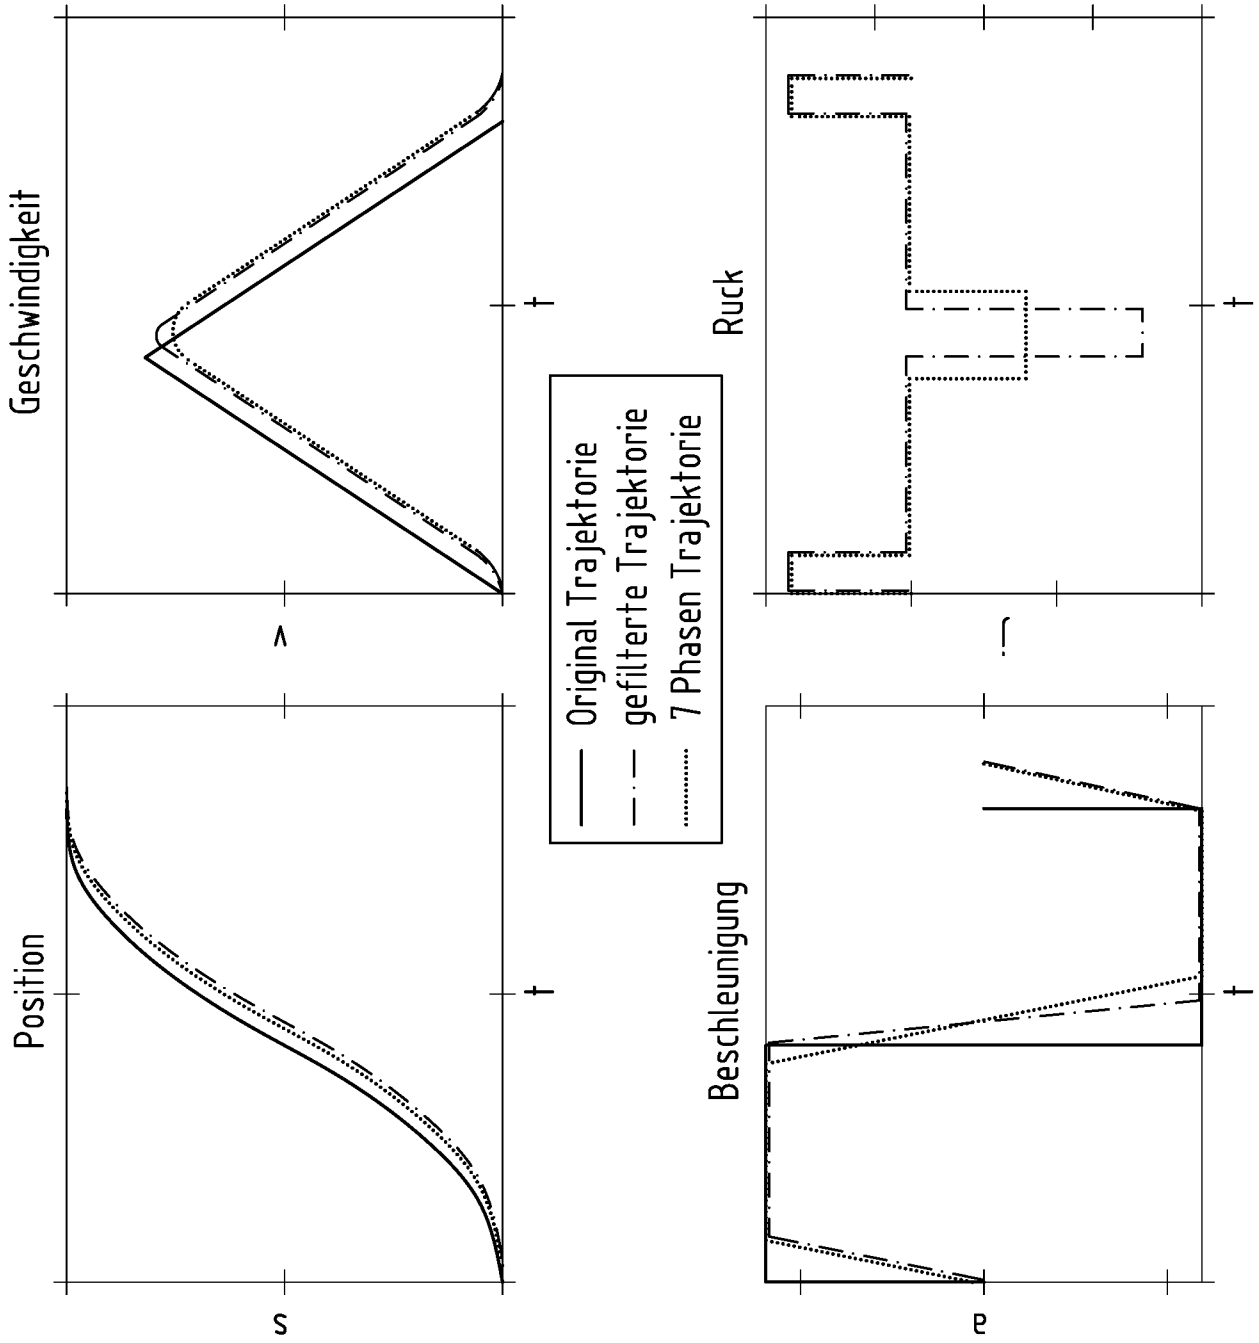 Position
s
t
Geschwindigkeit
v
t
Original Trajektorie
gefilterte Trajektorie
7 Phasen Trajektorie
Beschleunigung
a
t
Ruck
j
t